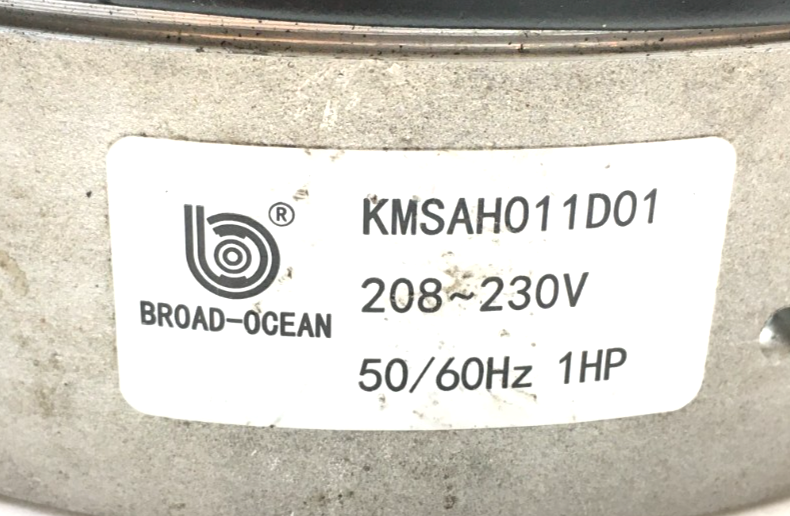 ®
KMSAH011D01
BROAD-OCEAN
208~230V
50/60Hz 1HP